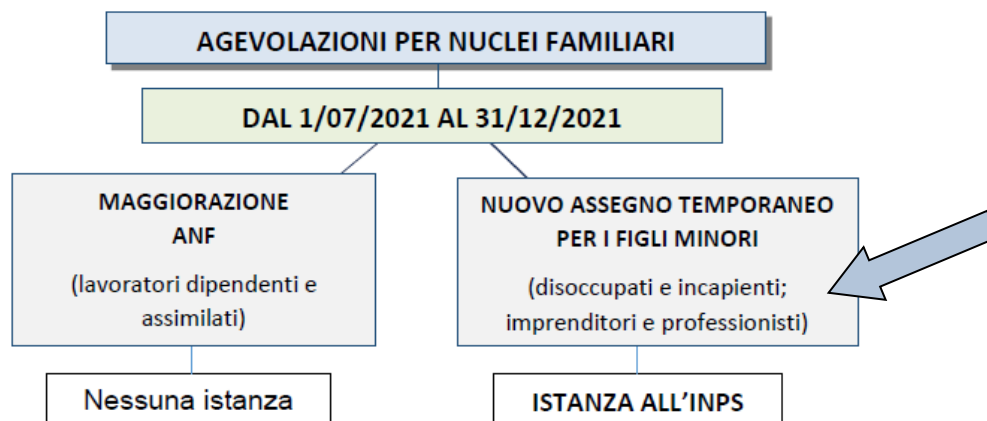 AGEVOLAZIONI PER NUCLEI FAMILIARI
DAL 1/07/2021 AL 31/12/2021
MAGGIORAZIONE
ANF
(lavoratori dipendenti e
assimilati)
Nessuna istanza
NUOVO ASSEGNO TEMPORANEO
PER I FIGLI MINORI
(disoccupati e incapienti;
imprenditori e professionisti)
ISTANZA ALL'INPS